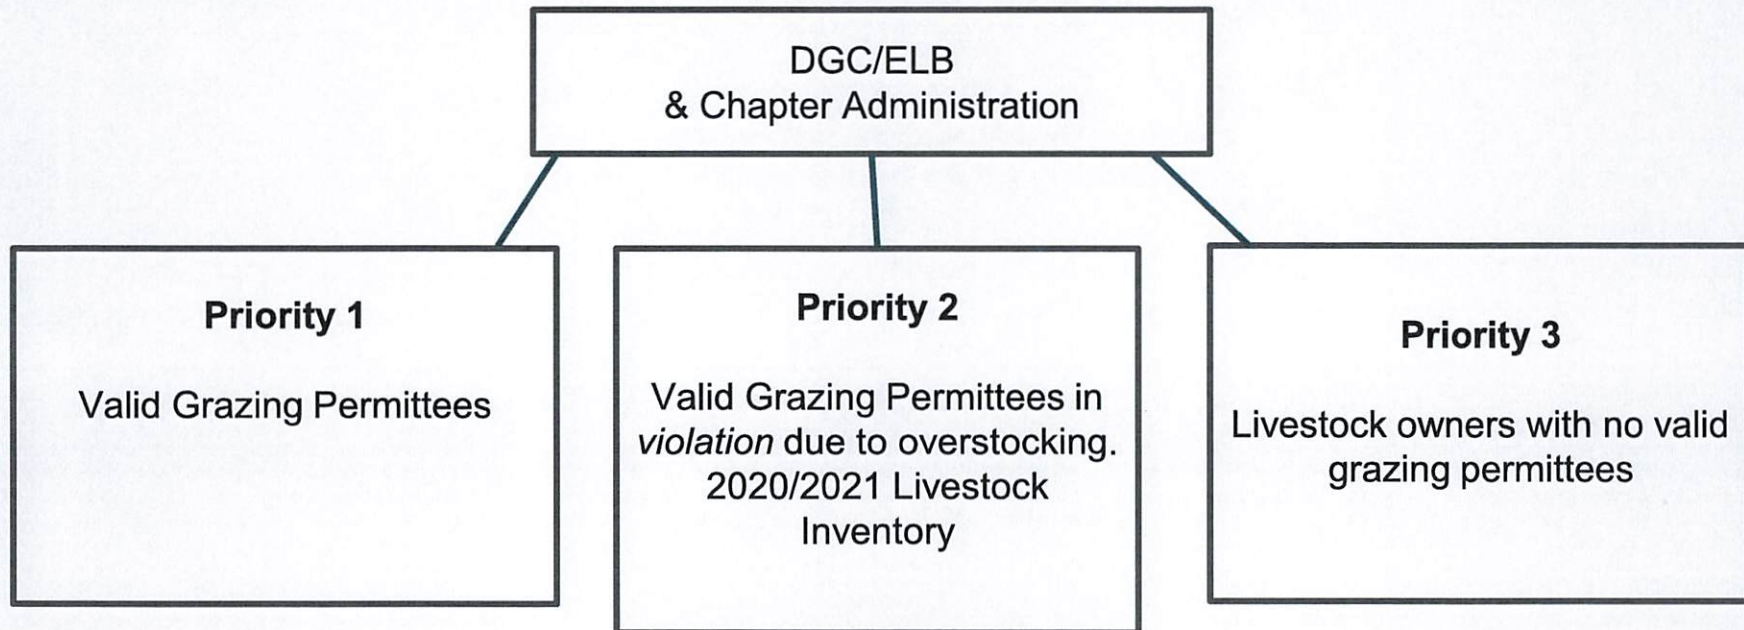 DGC/ELB
& Chapter Administration
Priority 1
Valid Grazing Permittees
Priority 2
Valid Grazing Permittees in
violation due to overstocking.
2020/2021 Livestock
Inventory
Priority 3
Livestock owners with no valid
grazing permittees